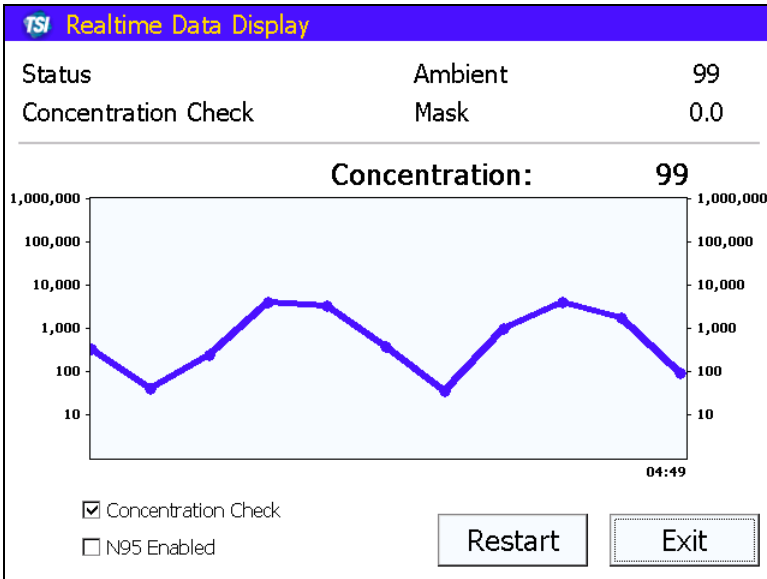 TSI Realtime Data Display
Status Ambient 99
Concentration Check Mask 0.0
Concentration: 99
1,000,000 1,000,000
100,000 100,000
10,000 10,000
1,000 1,000
100 100
10 10
04:49
Concentration Check
N95 Enabled
Restart Exit